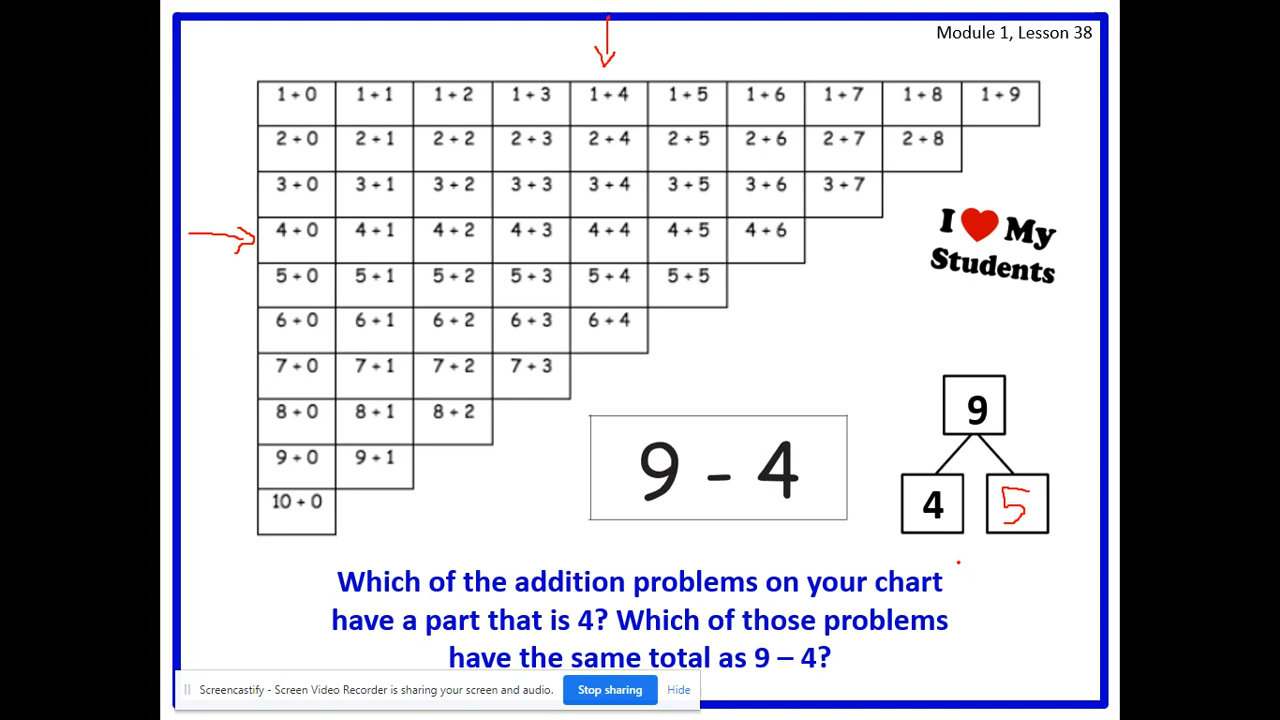 Module 1, Lesson 38
1 + 0 1 + 1 1 + 2 1 + 3 1 + 4 1 + 5 1 + 6 1 + 7 1 + 8 1 + 9
2 + 0 2 + 1 2 + 2 2 + 3 2 + 4 2 + 5 2 + 6 2 + 7 2 + 8
3 + 0 3 + 1 3 + 2 3 + 3 3 + 4 3 + 5 3 + 6 3 + 7
4 + 0 4 + 1 4 + 2 4 + 3 4 + 4 4 + 5 4 + 6
5 + 0 5 + 1 5 + 2 5 + 3 5 + 4 5 + 5
6 + 0 6 + 1 6 + 2 6 + 3 6 + 4
7 + 0 7 + 1 7 + 2 7 + 3
8 + 0 8 + 1 8 + 2
9 + 0 9 + 1
10 + 0
I ❤ My
Students
9 - 4
9
4 5
Which of the addition problems on your chart
have a part that is 4? Which of those problems
have the same total as 9 – 4?
Screencastify - Screen Video Recorder is sharing your screen and audio. Stop sharing Hide